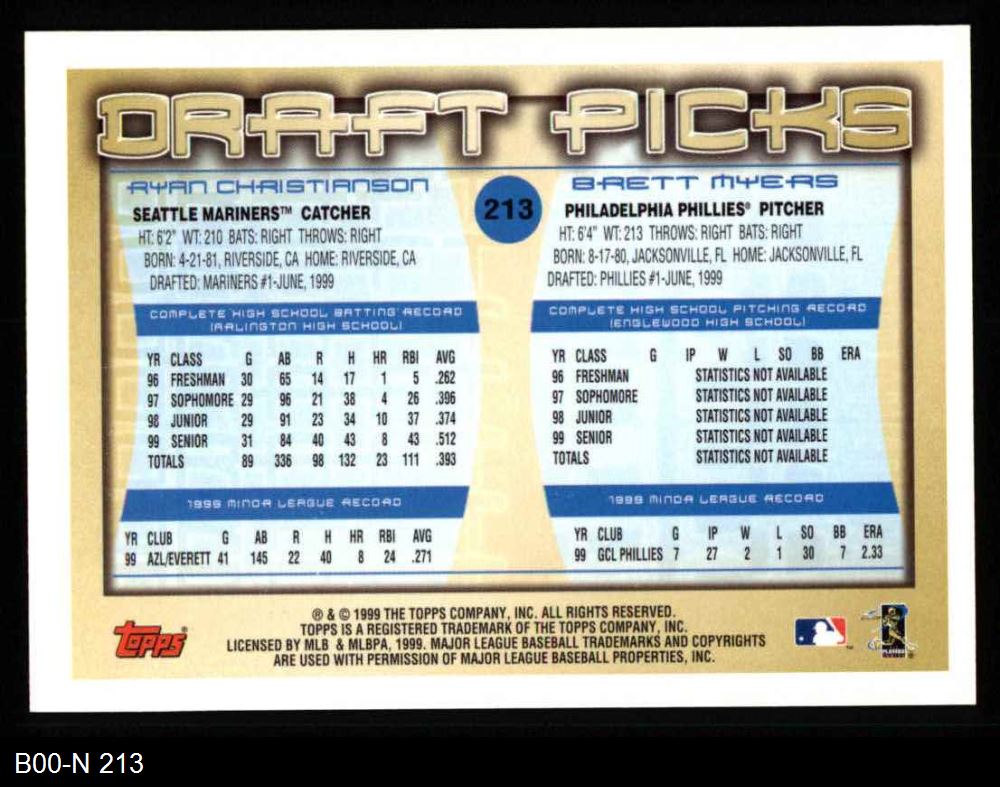 DRAFT PICKS
213
RYAN CHRISTIANSON
SEATTLE MARINERS™ CATCHER
HT: 6'2" WT: 210 BATS: RIGHT THROWS: RIGHT
BORN: 4-21-81, RIVERSIDE, CA HOME: RIVERSIDE, CA
DRAFTED: MARINERS #1-JUNE, 1999
COMPLETE HIGH SCHOOL BATTING RECORD
(ARLINGTON HIGH SCHOOL)
YR CLASS G AB R H HR RBI AVG
96 FRESHMAN 30 65 14 17 1 5 .262
97 SOPHOMORE 29 96 21 38 4 26 .396
98 JUNIOR 29 91 23 34 10 37 .374
99 SENIOR 31 84 40 43 8 43 .512
TOTALS 89 336 98 132 23 111 .393
1999 MINOR LEAGUE RECORD
YR CLUB G AB R H HR RBI AVG
99 AZL/EVERETT 41 145 22 40 8 24 .271
BRETT MYERS
PHILADELPHIA PHILLIES® PITCHER
HT: 6'4" WT: 213 THROWS: RIGHT BATS: RIGHT
BORN: 8-17-80, JACKSONVILLE, FL HOME: JACKSONVILLE, FL
DRAFTED: PHILLIES #1-JUNE, 1999
COMPLETE HIGH SCHOOL PITCHING RECORD
(ENGLEWOOD HIGH SCHOOL)
YR CLASS G IP W L SO BB ERA
96 FRESHMAN STATISTICS NOT AVAILABLE
97 SOPHOMORE STATISTICS NOT AVAILABLE
98 JUNIOR STATISTICS NOT AVAILABLE
99 SENIOR STATISTICS NOT AVAILABLE
TOTALS STATISTICS NOT AVAILABLE
1999 MINOR LEAGUE RECORD
YR CLUB G IP W L SO BB ERA
99 GCL PHILLIES 7 27 2 1 30 7 2.33
TOPPS®
® & © 1999 THE TOPPS COMPANY, INC. ALL RIGHTS RESERVED.
TOPPS IS A REGISTERED TRADEMARK OF THE TOPPS COMPANY, INC.
LICENSED BY MLB & MLBPA, 1999. MAJOR LEAGUE BASEBALL TRADEMARKS AND COPYRIGHTS
ARE USED WITH PERMISSION OF MAJOR LEAGUE BASEBALL PROPERTIES, INC.
B00-N 213